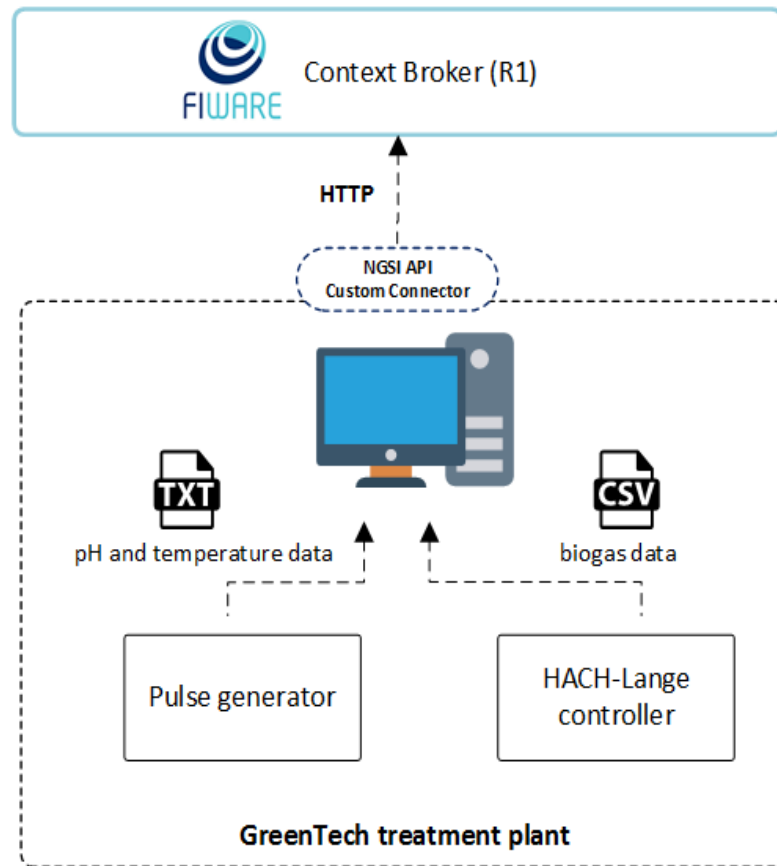 FIWARE
Context Broker (R1)
HTTP
NGSI API
Custom Connector
TXT
pH and temperature data
CSV
biogas data
Pulse generator
HACH-Lange
controller
GreenTech treatment plant